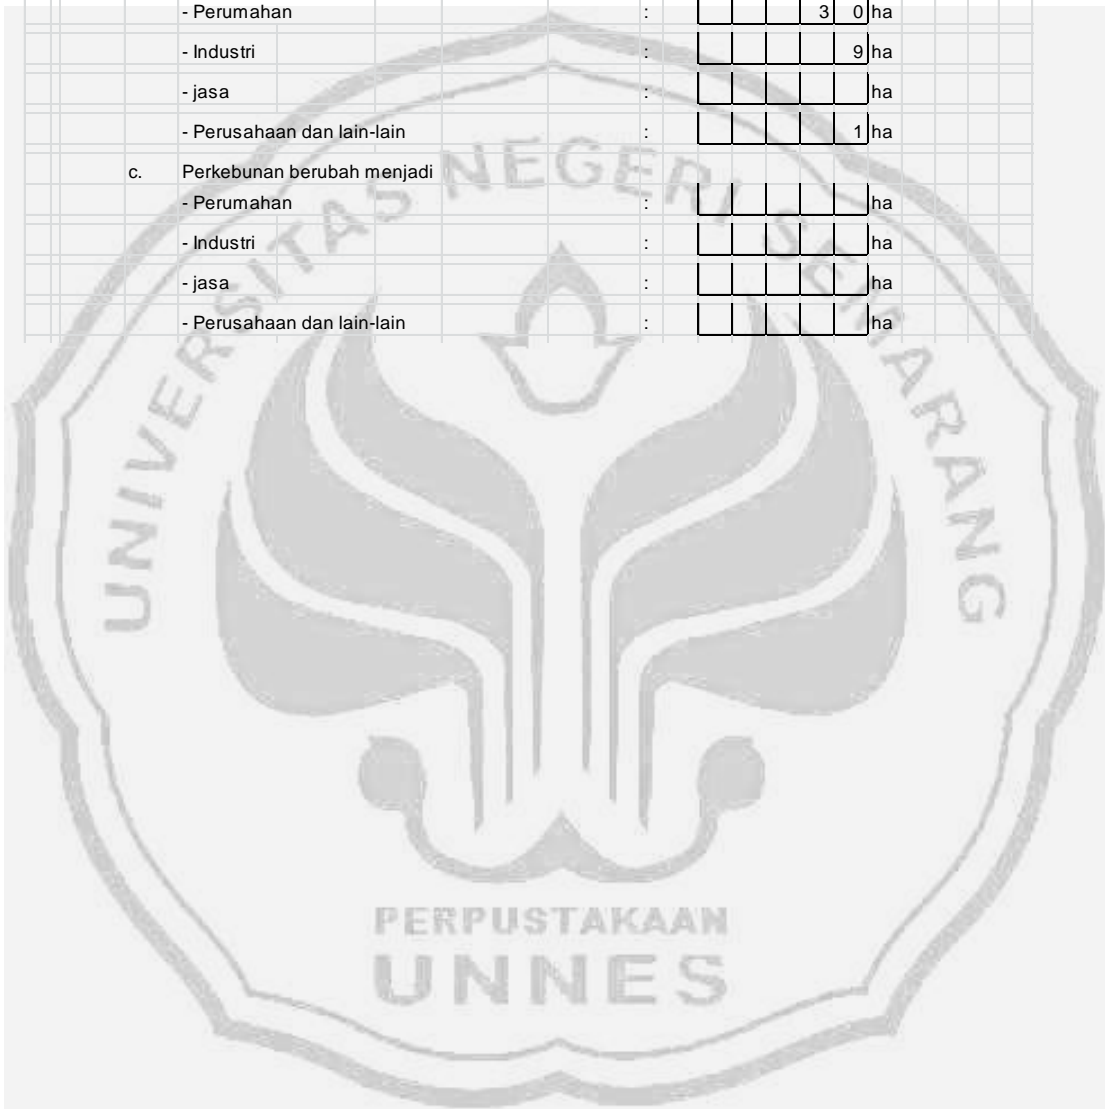 - Perumahan : 3 0 ha
- Industri : 9 ha
- jasa : ha
- Perusahaan dan lain-lain : 1 ha
c. Perkebunan berubah menjadi
- Perumahan : ha
- Industri : ha
- jasa : ha
- Perusahaan dan lain-lain : ha
UNIVERSITAS NEGERI SEMARANG
PERPUSTAKAAN
UNNES